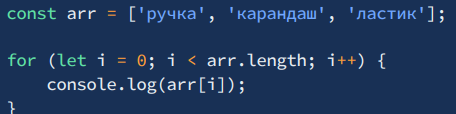 const arr = ['ручка', 'карандаш', 'ластик'];
for (let i = 0; i < arr.length; i++) {
    console.log(arr[i]);
}